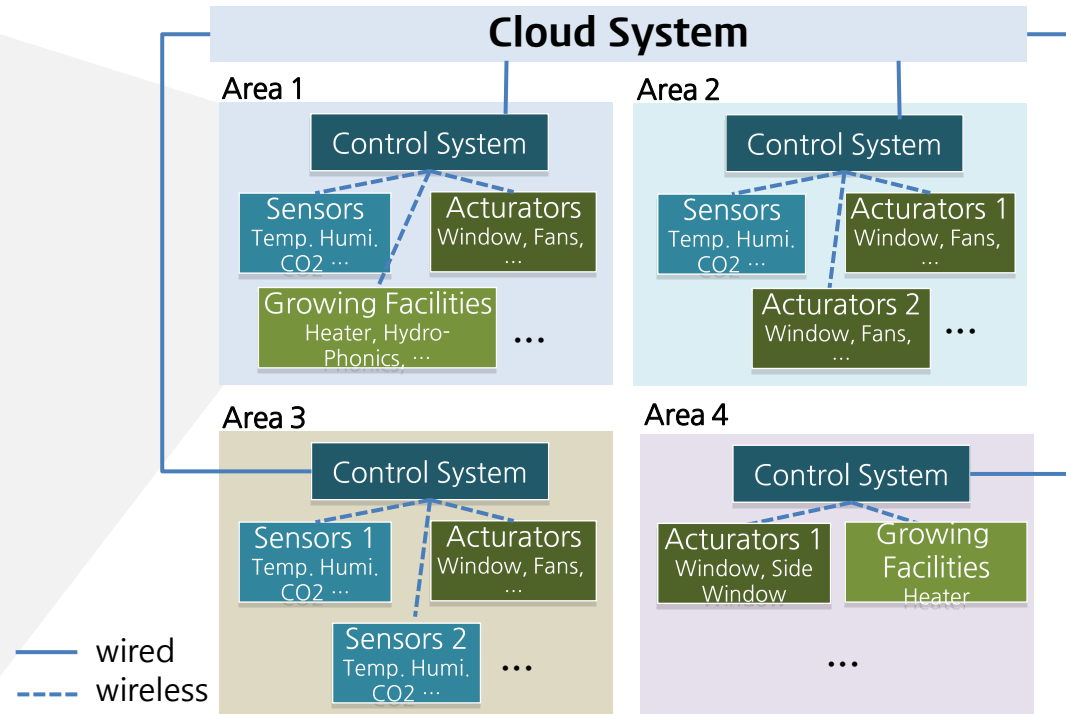 Cloud System
Area 1
Control System
Sensors
Temp. Humi.
CO2 …
Acturators
Window, Fans,
…
Growing Facilities
Heater, Hydro-
Phonics, …
…
Area 2
Control System
Sensors
Temp. Humi.
CO2 …
Acturators 1
Window, Fans,
…
Acturators 2
Window, Fans,
…
…
Area 3
Control System
Sensors 1
Temp. Humi.
CO2 …
Acturators
Window, Fans,
…
Sensors 2
Temp. Humi.
CO2 …
…
Area 4
Control System
Acturators 1
Window, Side
Window
Growing
Facilities
Heater
…
wired
wireless